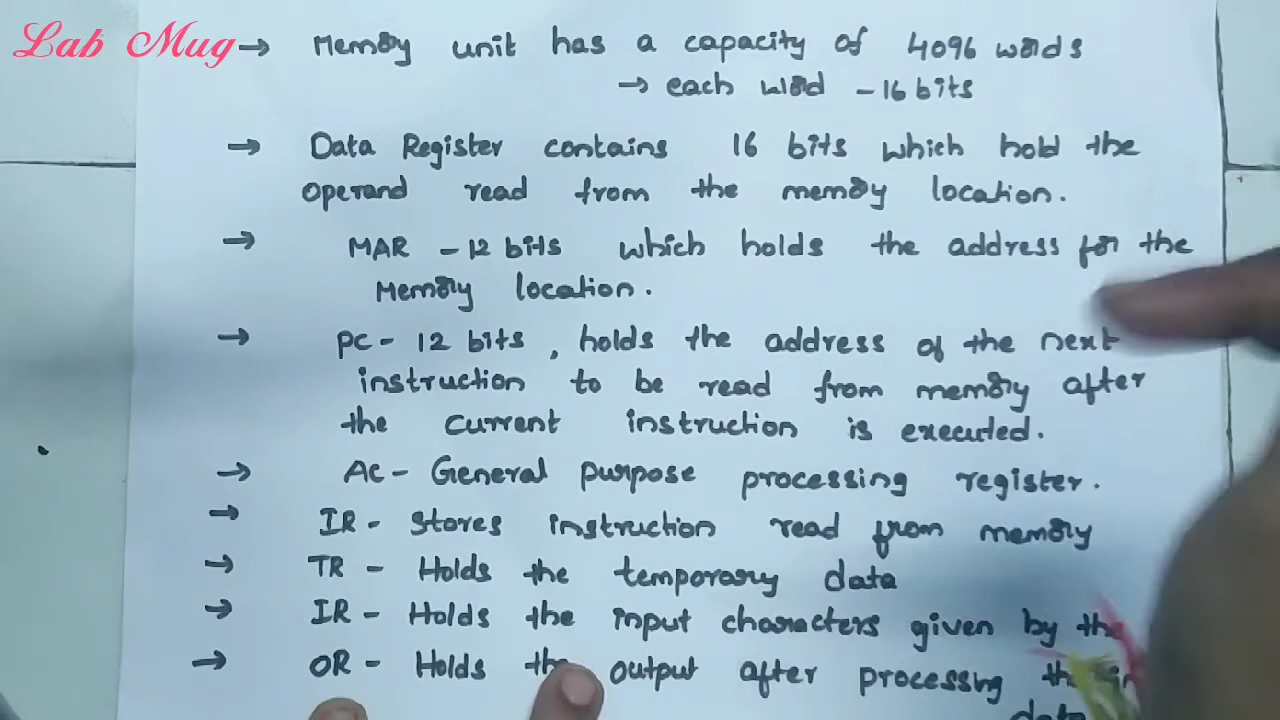 Lab Mug
→ Memory unit has a capacity of 4096 words
→ each word - 16 bits
→ Data Register contains 16 bits which hold the
operand read from the memory location.
→ MAR - 12 bits which holds the address for the
Memory location.
→ PC - 12 bits, holds the address of the next
instruction to be read from memory after
the current instruction is executed.
→ AC - General purpose processing register.
→ IR - Stores instruction read from memory
→ TR - Holds the temporary data
→ IR - Holds the input characters given by the
→ OR - Holds the output after processing the
data